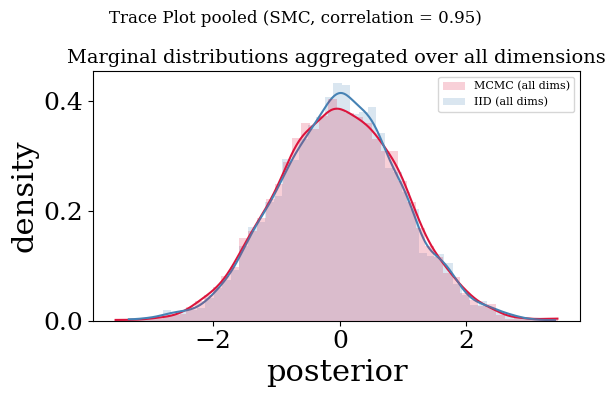 Trace Plot pooled (SMC, correlation = 0.95)
Marginal distributions aggregated over all dimensions
MCMC (all dims)
IID (all dims)
density
0.4
0.2
0.0
−2
0
2
posterior